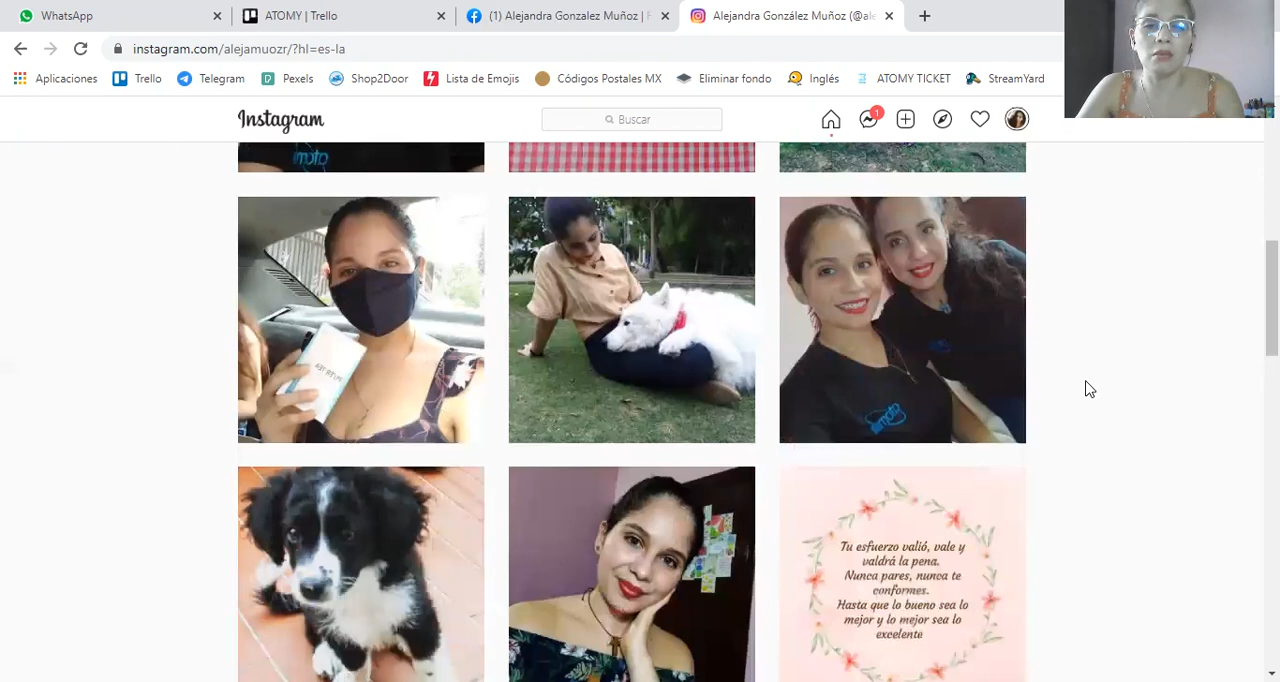 WhatsApp
ATOMY | Trello
(1) Alejandra Gonzalez Muñoz | F
Alejandra González Muñoz (@ale
instagram.com/alejamuozr/?hl=es-la
Aplicaciones
Trello
Telegram
Pexels
Shop2Door
Lista de Emojis
Códigos Postales MX
Eliminar fondo
Inglés
ATOMY TICKET
StreamYard
Instagram
Buscar
1
Tu esfuerzo valió, vale y
valdrá la pena.
Nunca pares, nunca te
conformes.
Hasta que lo bueno sea lo
mejor y lo mejor sea lo
excelente